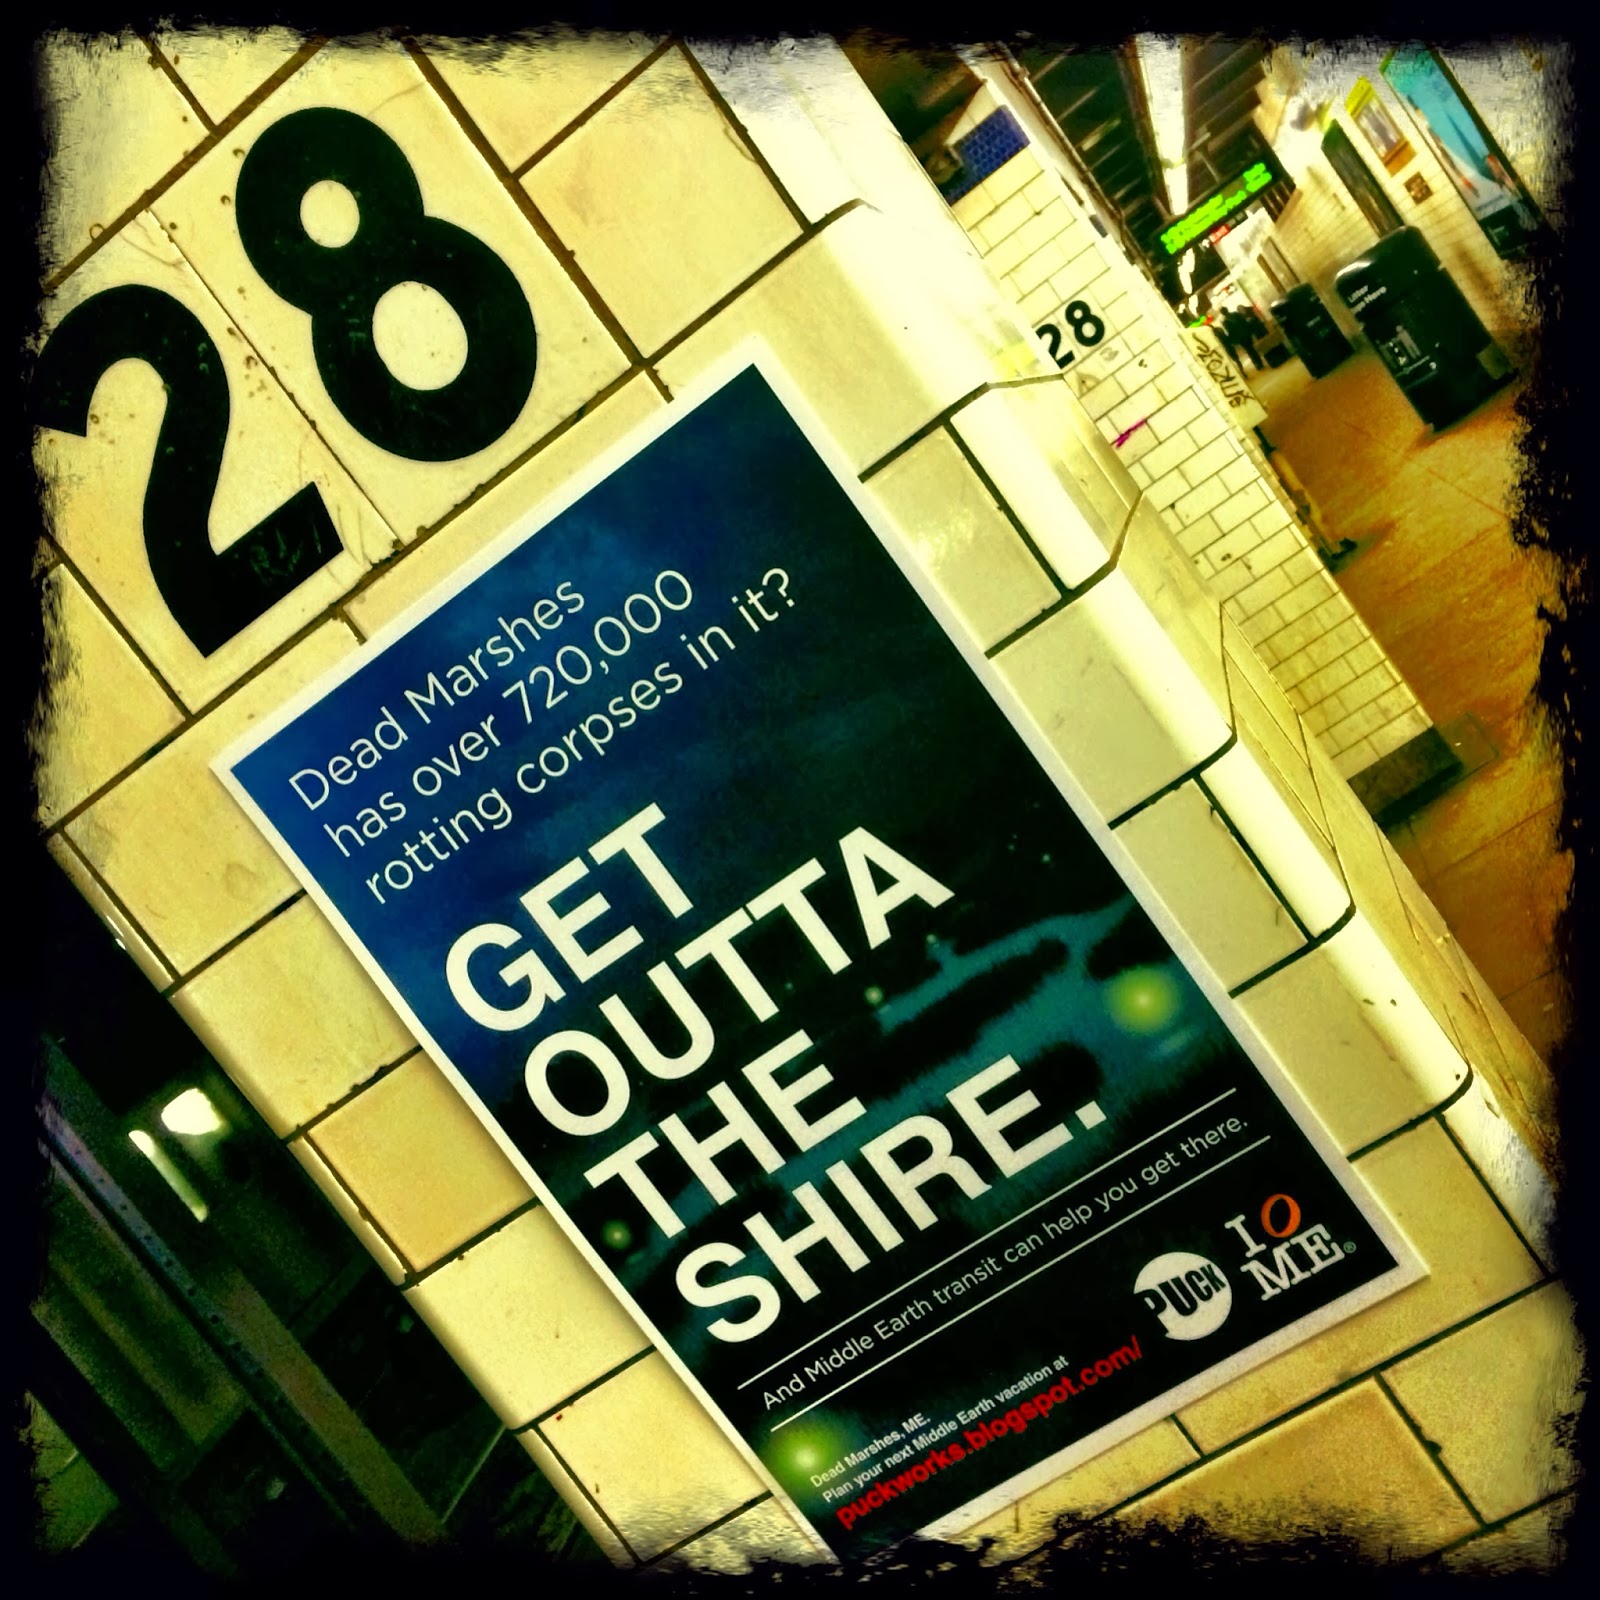 28
28
Litter
Dead Marshes
has over 720,000
rotting corpses in it?
GET
OUTTA
THE
SHIRE.
And Middle Earth transit can help you get there.
Dead Marshes, ME.
Plan your next Middle Earth vacation at
puckworks.blogspot.com/
PUCK
I O
ME®